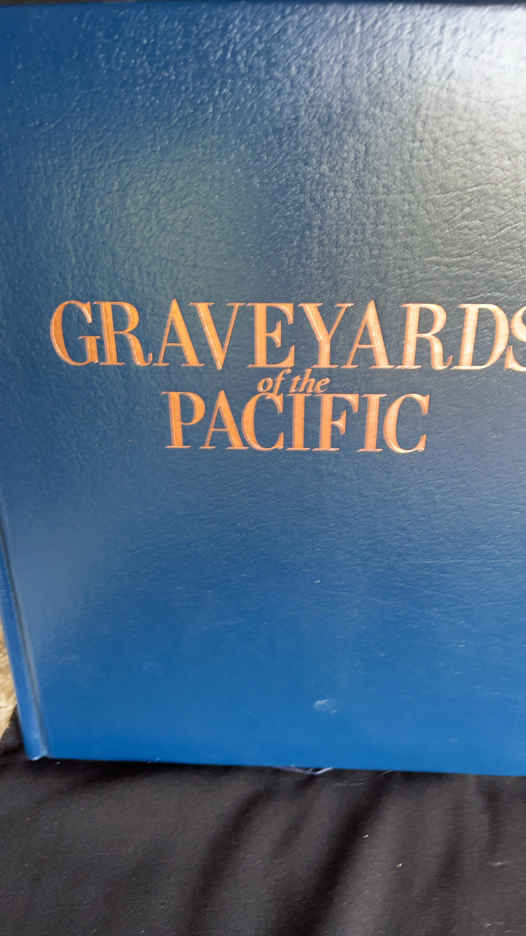 GRAVEYARDS
of the
PACIFIC